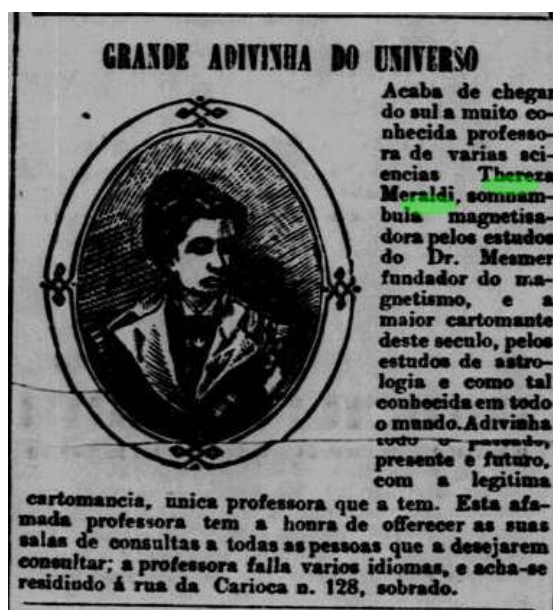 GRANDE ADIVINHA DO UNIVERSO
Acaba de chegar
do sul a muito co-
nhecida professo-
ra de varias sci-
encias Thereza
Meraldi, somnam-
bula magnetisa-
dora pelos estudos
do Dr. Mesmer
fundador do ma-
gnetismo, e a
maior cartomante
deste seculo, pelos
estudos de astro-
logia e como tal
conhecida em todo
o mundo. Adivinha
todo o passado,
presente e futuro,
com a legitima
cartomancia, unica professora que a tem. Esta afa-
mada professora tem a honra de offerecer as suas
salas de consultas a todas as pessoas que a desejarem
consultar; a professora falla varios idiomas, e acha-se
residindo á rua da Carioca n. 128, sobrado.